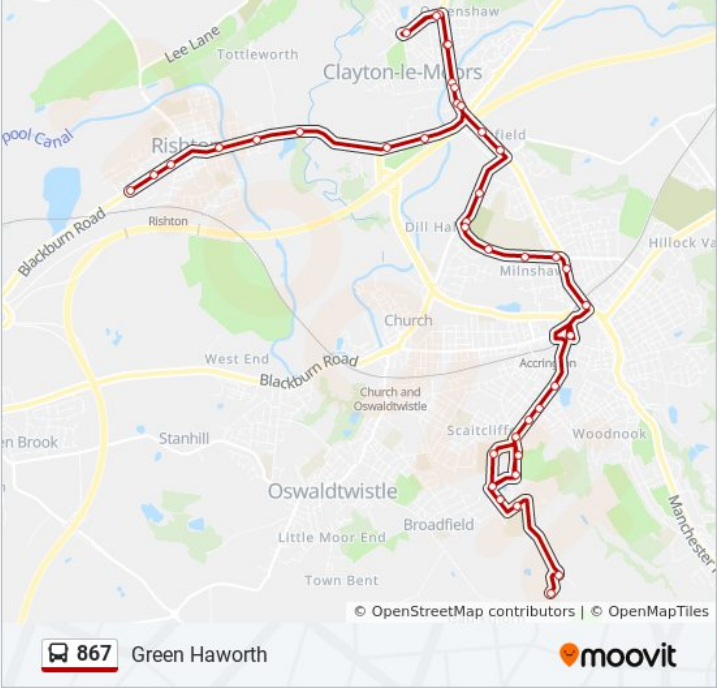 Lee Lane
Tottleworth
Clayton-le-Moors
pool Canal
Rishton
Blackburn Road
Dill Hall
Hillock Va
Milnshaw
Church
Accrington
West End
Blackburn Road
Church and
Oswaldtwistle
en Brook
Stanhill
Scaitcliffe
Woodnook
Oswaldtwistle
Broadfield
Little Moor End
Town Bent
Manchester
© OpenStreetMap contributors | © OpenMapTiles
867 Green Haworth
moovit